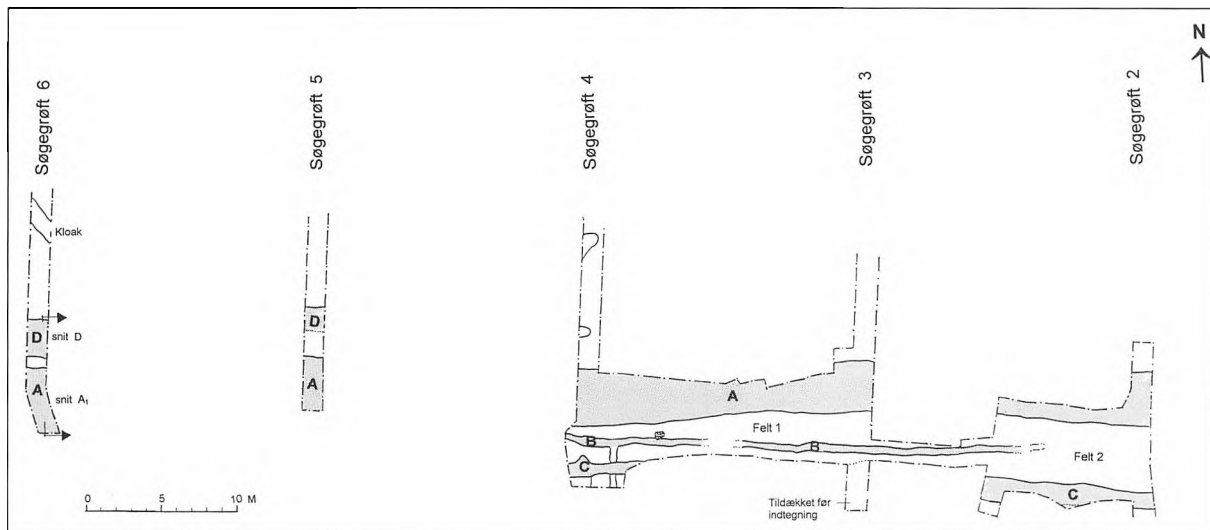 N
Søgegrøft 6
Søgegrøft 5
Søgegrøft 4
Søgegrøft 3
Søgegrøft 2
Kloak
D
snit D
D
A
snit A₁
A
A
Felt 1
B
B
C
Felt 2
C
0 5 10 M
Tildækket før
indtegning